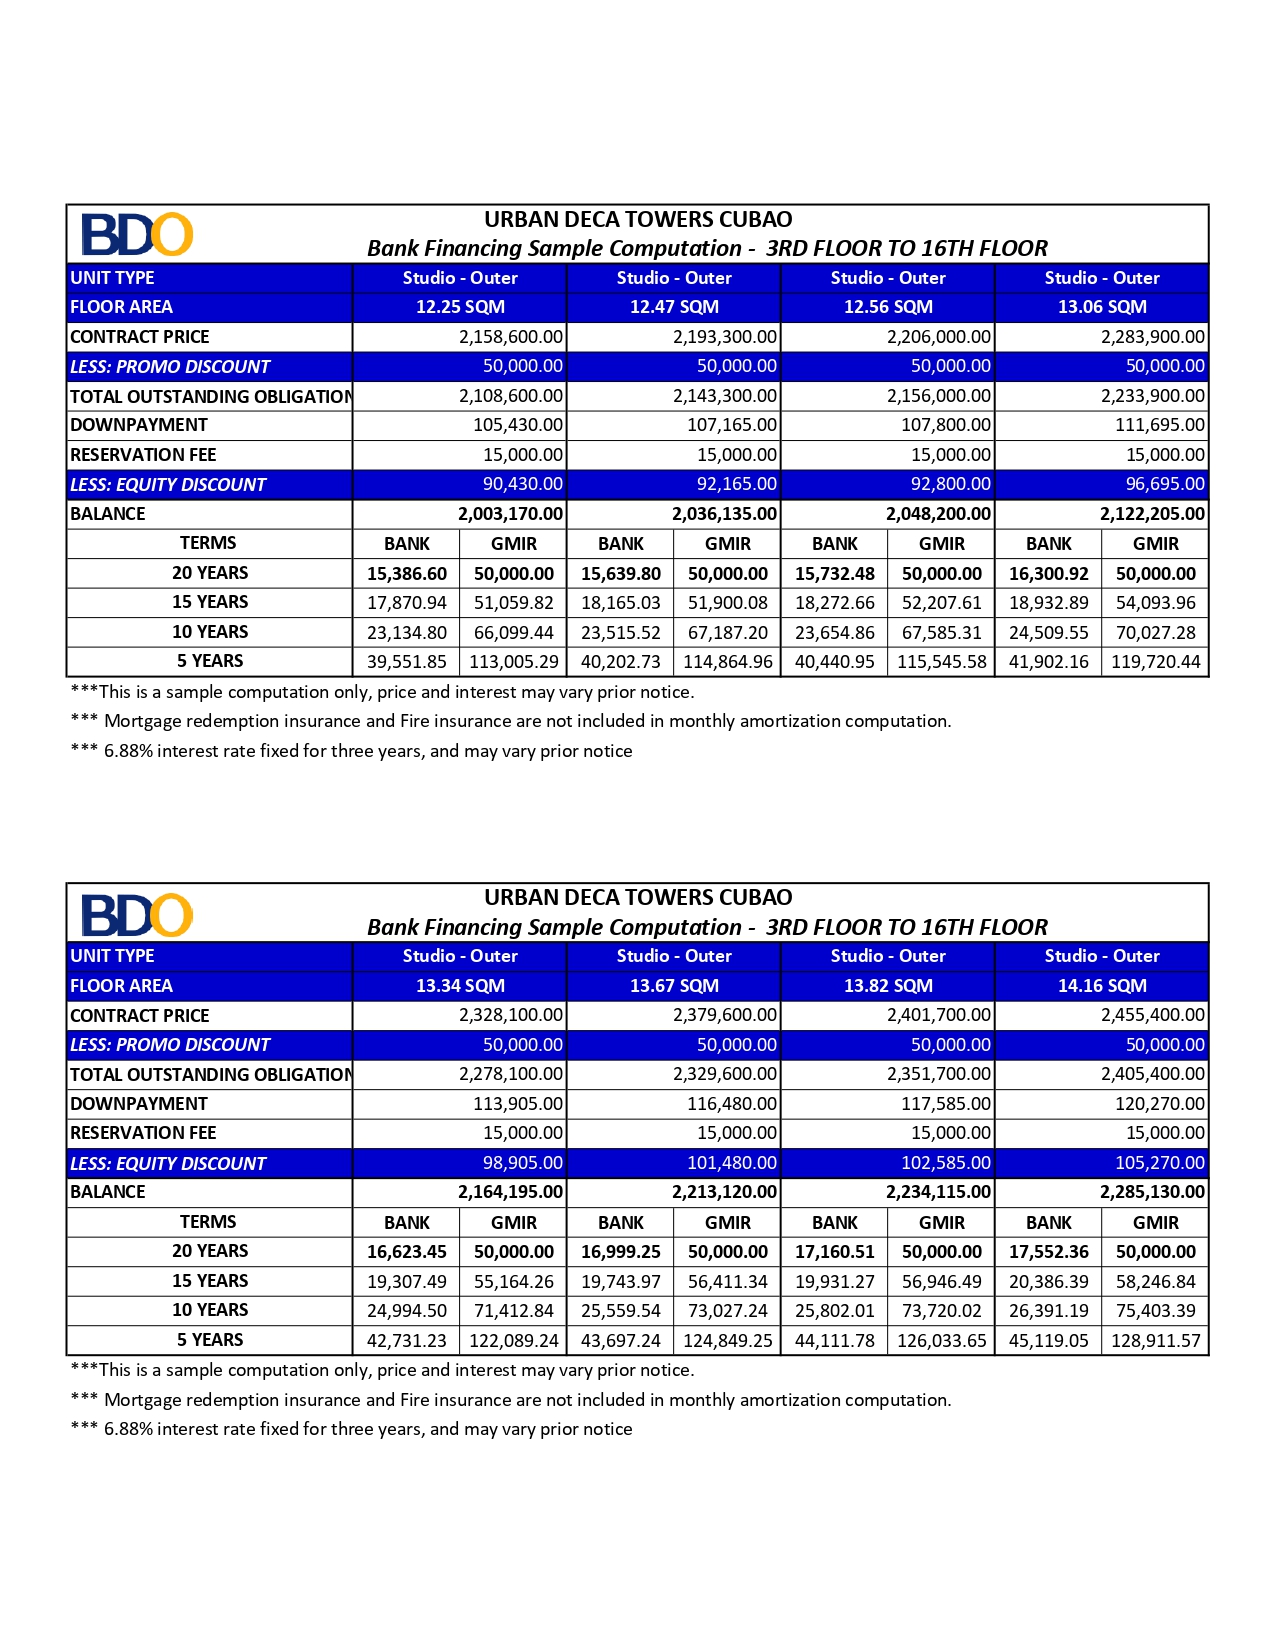 BDO
URBAN DECA TOWERS CUBAO
Bank Financing Sample Computation - 3RD FLOOR TO 16TH FLOOR
UNIT TYPE Studio - Outer Studio - Outer Studio - Outer Studio - Outer
FLOOR AREA 12.25 SQM 12.47 SQM 12.56 SQM 13.06 SQM
CONTRACT PRICE 2,158,600.00 2,193,300.00 2,206,000.00 2,283,900.00
LESS: PROMO DISCOUNT 50,000.00 50,000.00 50,000.00 50,000.00
TOTAL OUTSTANDING OBLIGATION 2,108,600.00 2,143,300.00 2,156,000.00 2,233,900.00
DOWNPAYMENT 105,430.00 107,165.00 107,800.00 111,695.00
RESERVATION FEE 15,000.00 15,000.00 15,000.00 15,000.00
LESS: EQUITY DISCOUNT 90,430.00 92,165.00 92,800.00 96,695.00
BALANCE 2,003,170.00 2,036,135.00 2,048,200.00 2,122,205.00
TERMS BANK GMIR BANK GMIR BANK GMIR BANK GMIR
20 YEARS 15,386.60 50,000.00 15,639.80 50,000.00 15,732.48 50,000.00 16,300.92 50,000.00
15 YEARS 17,870.94 51,059.82 18,165.03 51,900.08 18,272.66 52,207.61 18,932.89 54,093.96
10 YEARS 23,134.80 66,099.44 23,515.52 67,187.20 23,654.86 67,585.31 24,509.55 70,027.28
5 YEARS 39,551.85 113,005.29 40,202.73 114,864.96 40,440.95 115,545.58 41,902.16 119,720.44
***This is a sample computation only, price and interest may vary prior notice.
*** Mortgage redemption insurance and Fire insurance are not included in monthly amortization computation.
*** 6.88% interest rate fixed for three years, and may vary prior notice
BDO
URBAN DECA TOWERS CUBAO
Bank Financing Sample Computation - 3RD FLOOR TO 16TH FLOOR
UNIT TYPE Studio - Outer Studio - Outer Studio - Outer Studio - Outer
FLOOR AREA 13.34 SQM 13.67 SQM 13.82 SQM 14.16 SQM
CONTRACT PRICE 2,328,100.00 2,379,600.00 2,401,700.00 2,455,400.00
LESS: PROMO DISCOUNT 50,000.00 50,000.00 50,000.00 50,000.00
TOTAL OUTSTANDING OBLIGATION 2,278,100.00 2,329,600.00 2,351,700.00 2,405,400.00
DOWNPAYMENT 113,905.00 116,480.00 117,585.00 120,270.00
RESERVATION FEE 15,000.00 15,000.00 15,000.00 15,000.00
LESS: EQUITY DISCOUNT 98,905.00 101,480.00 102,585.00 105,270.00
BALANCE 2,164,195.00 2,213,120.00 2,234,115.00 2,285,130.00
TERMS BANK GMIR BANK GMIR BANK GMIR BANK GMIR
20 YEARS 16,623.45 50,000.00 16,999.25 50,000.00 17,160.51 50,000.00 17,552.36 50,000.00
15 YEARS 19,307.49 55,164.26 19,743.97 56,411.34 19,931.27 56,946.49 20,386.39 58,246.84
10 YEARS 24,994.50 71,412.84 25,559.54 73,027.24 25,802.01 73,720.02 26,391.19 75,403.39
5 YEARS 42,731.23 122,089.24 43,697.24 124,849.25 44,111.78 126,033.65 45,119.05 128,911.57
***This is a sample computation only, price and interest may vary prior notice.
*** Mortgage redemption insurance and Fire insurance are not included in monthly amortization computation.
*** 6.88% interest rate fixed for three years, and may vary prior notice